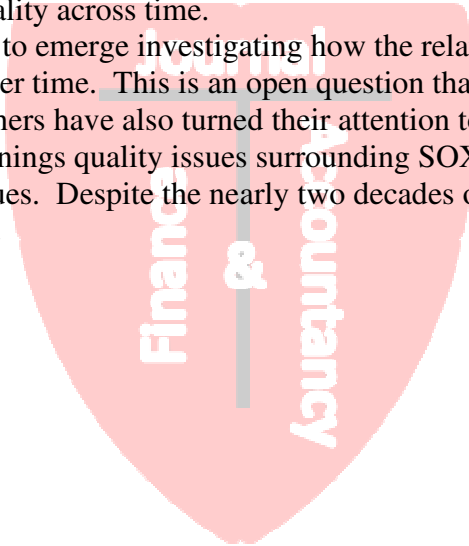 ality across time.
to emerge investigating how the rela
er time. This is an open question tha
ners have also turned their attention to
nings quality issues surrounding SOX
ues. Despite the nearly two decades o
Journal
Finance
&
Accountancy